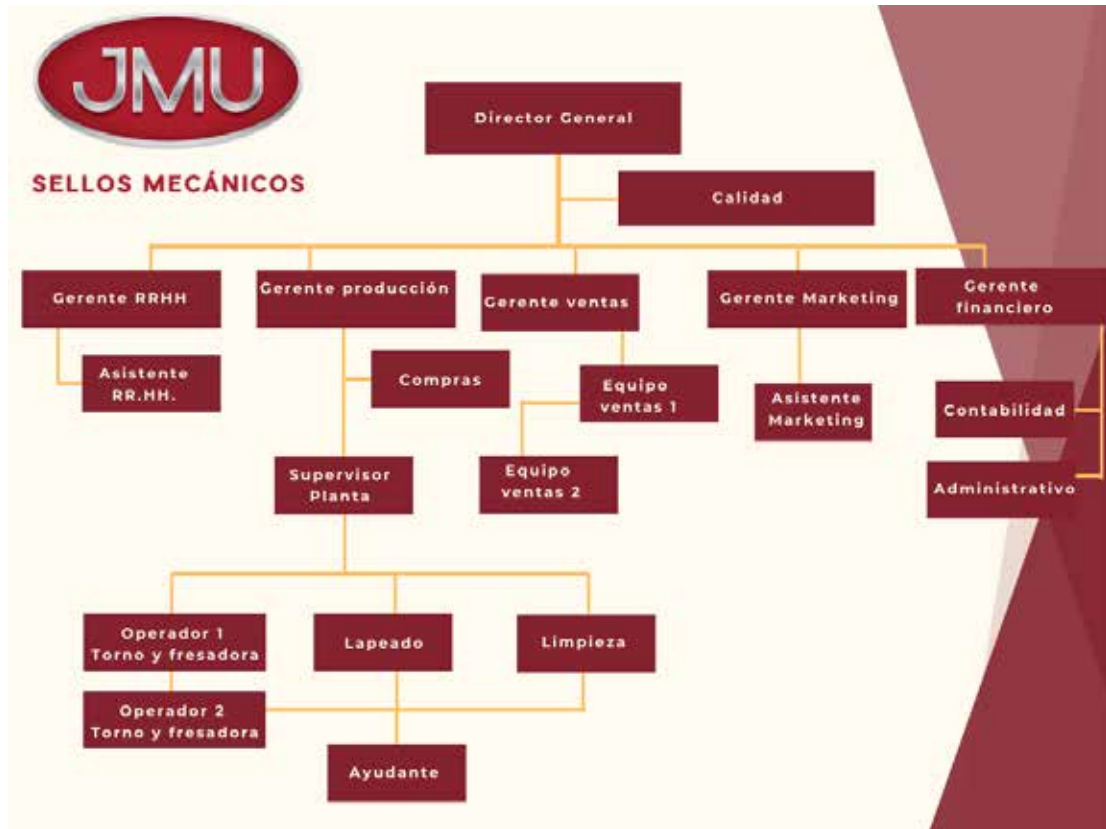 JMU
SELLOS MECÁNICOS
Director General
Calidad
Gerente RRHH
Gerente producción
Gerente ventas
Gerente Marketing
Gerente
financiero
Asistente
RR.HH.
Compras
Equipo
ventas 1
Asistente
Marketing
Contabilidad
Supervisor
Planta
Equipo
ventas 2
Administrativo
Operador 1
Torno y fresadora
Lapeado
Limpieza
Operador 2
Torno y fresadora
Ayudante